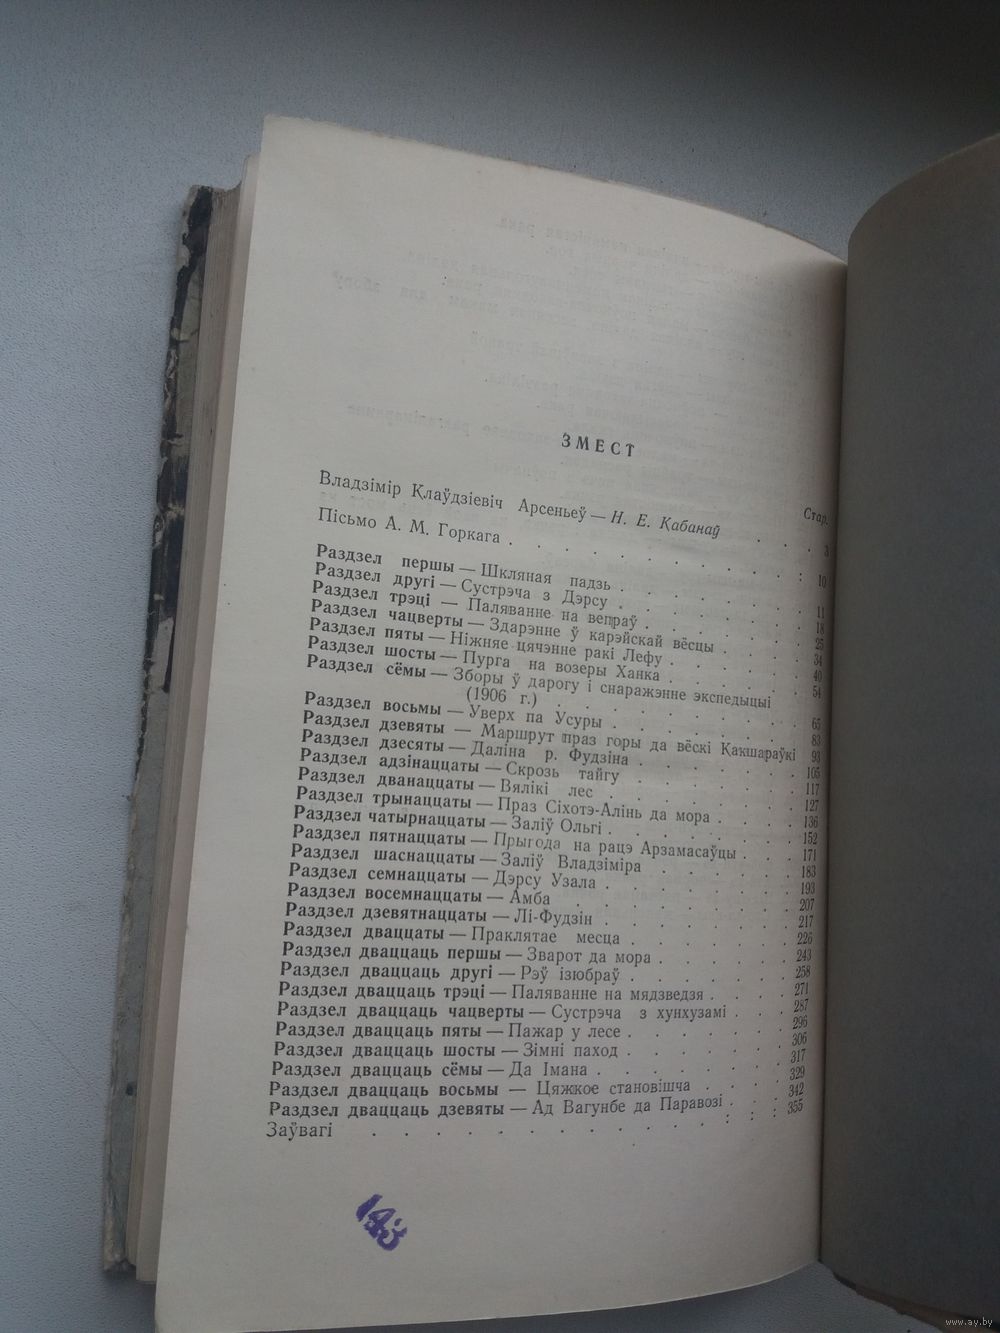 ЗМЕСТ
Стар.
Владзімір Клаўдзіевіч Арсеньеў — Н. Е. Кабанаў . . . 3
Пісьмо А. М. Горкага . . . . . . . . . . 10
Раздзел першы — Шкляная падзь . . . . . . . 11
Раздзел другі — Сустрэча з Дэрсу . . . . . . . 18
Раздзел трэці — Паляванне на вепраў . . . . . . 25
Раздзел чацверты — Здарэнне ў карэйскай вёсцы . . . . 34
Раздзел пяты — Ніжняе цячэнне ракі Лефу . . . . . 40
Раздзел шосты — Пурга на возеры Ханка . . . . . 54
Раздзел сёмы — Зборы ў дарогу і снаражэнне экспедыцыі
(1906 г.) . . . . . . . . 65
Раздзел восьмы — Уверх па Усуры . . . . . . . 83
Раздзел дзевяты — Маршрут праз горы да вёскі Какшараўкі 93
Раздзел дзесяты — Даліна р. Фудзіна . . . . . . 105
Раздзел адзінаццаты — Скрозь тайгу . . . . . . 117
Раздзел дванаццаты — Вялікі лес . . . . . . . 127
Раздзел трынаццаты — Праз Сіхотэ-Алінь да мора . . . 136
Раздзел чатырнаццаты — Заліў Ольгі . . . . . . 152
Раздзел пятнаццаты — Прыгода на рацэ Арзамасаўцы . . . 171
Раздзел шаснаццаты — Заліў Владзіміра . . . . . 183
Раздзел семнаццаты — Дэрсу Узала . . . . . . 193
Раздзел восемнаццаты — Амба . . . . . . . 207
Раздзел дзевятнаццаты — Лі-Фудзін . . . . . . 217
Раздзел дваццаты — Праклятае месца . . . . . . 226
Раздзел дваццаць першы — Зварот да мора . . . . . 243
Раздзел дваццаць другі — Рэў ізюбраў . . . . . . 258
Раздзел дваццаць трэці — Паляванне на мядзведзя . . . . 271
Раздзел дваццаць чацверты — Сустрэча з хунхузамі . . . 287
Раздзел дваццаць пяты — Пажар у лесе . . . . . . 296
Раздзел дваццаць шосты — Зімні паход . . . . . . 306
Раздзел дваццаць сёмы — Да Імана . . . . . . . 317
Раздзел дваццаць восьмы — Цяжкое становішча . . . . 329
Раздзел дваццаць дзевяты — Ад Вагунбе да Паравозі . . . 342
Заўвагі . . . . . . . . . . . . . 355
www.ay.by